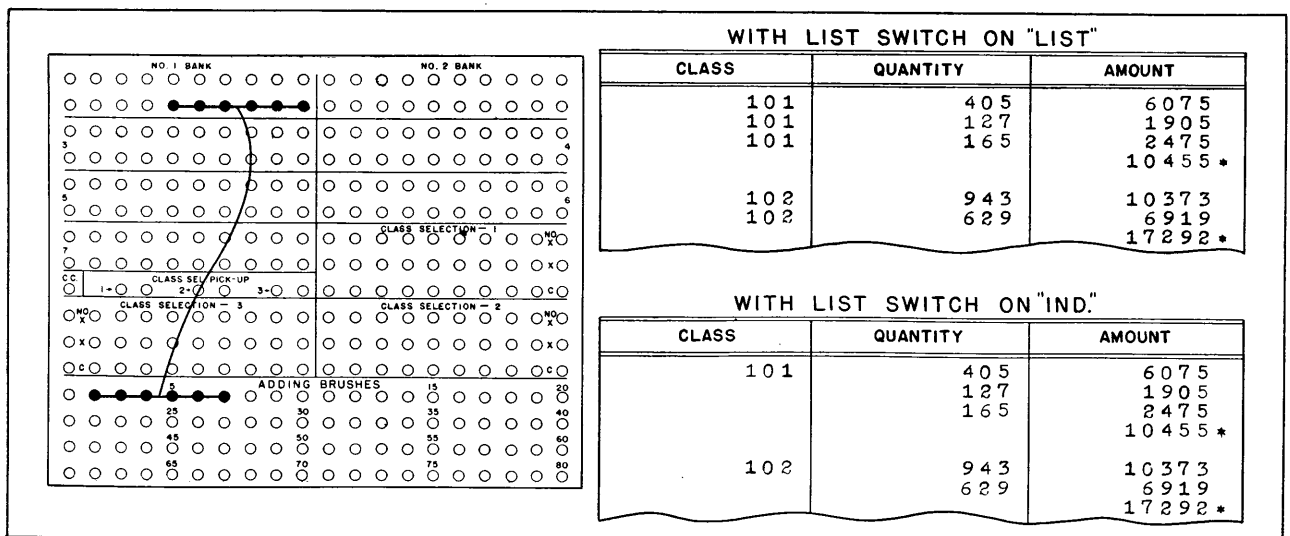 NO. 1 BANK NO. 2 BANK
3 4
5 6
CLASS SELECTION - 1 NO X
7
X
C.C. 1→ CLASS SEL. PICK-UP 2→ 3→ C
NO X CLASS SELECTION - 3 CLASS SELECTION - 2 NO X
X X
C C
5 ADDING BRUSHES 15 20
25 30 35 40
45 50 55 60
65 70 75 80
WITH LIST SWITCH ON "LIST"
CLASS QUANTITY AMOUNT
101 405 6075
101 127 1905
101 165 2475
10455 *
102 943 10373
102 629 6919
17292 *
WITH LIST SWITCH ON "IND."
CLASS QUANTITY AMOUNT
101 405 6075
127 1905
165 2475
10455 *
102 943 10373
629 6919
17292 *